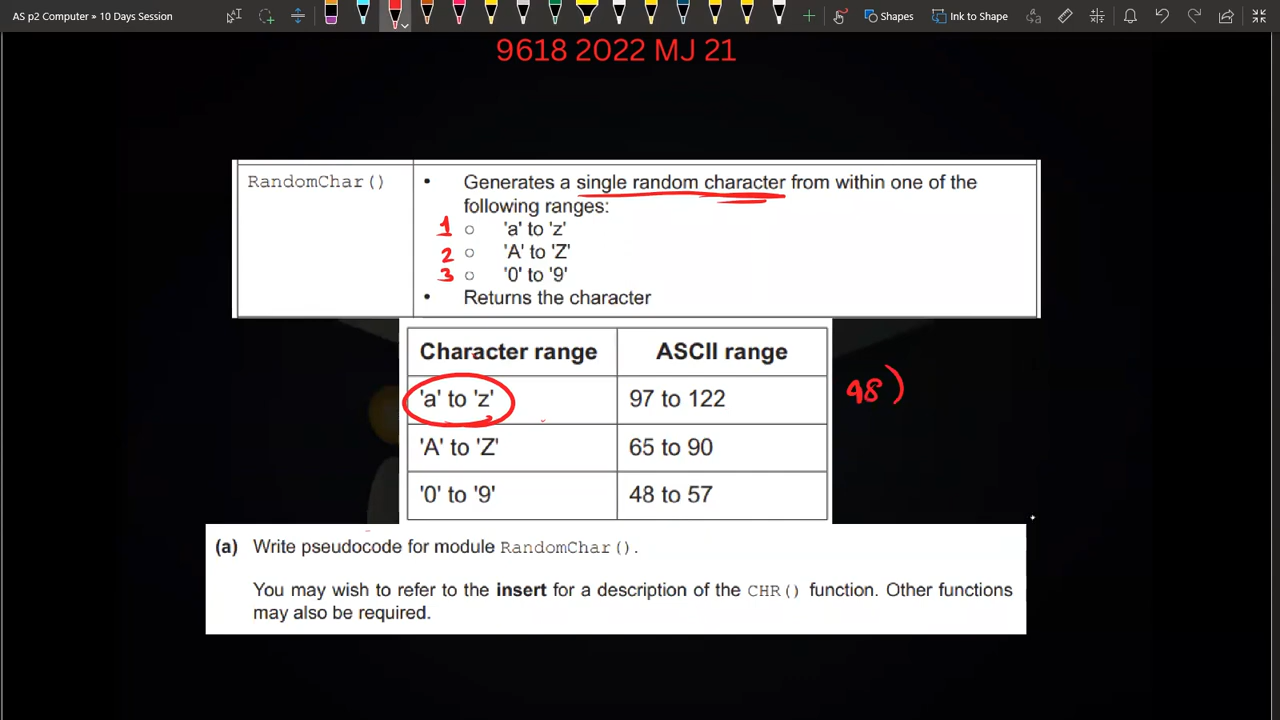 AS p2 Computer » 10 Days Session
Shapes
Ink to Shape
9618 2022 MJ 21
RandomChar()
• Generates a single random character from within one of the
following ranges:
1 ○ 'a' to 'z'
2 ○ 'A' to 'Z'
3 ○ '0' to '9'
• Returns the character
Character range ASCII range
'a' to 'z' 97 to 122
98)
'A' to 'Z' 65 to 90
'0' to '9' 48 to 57
(a) Write pseudocode for module RandomChar().
You may wish to refer to the insert for a description of the CHR() function. Other functions
may also be required.